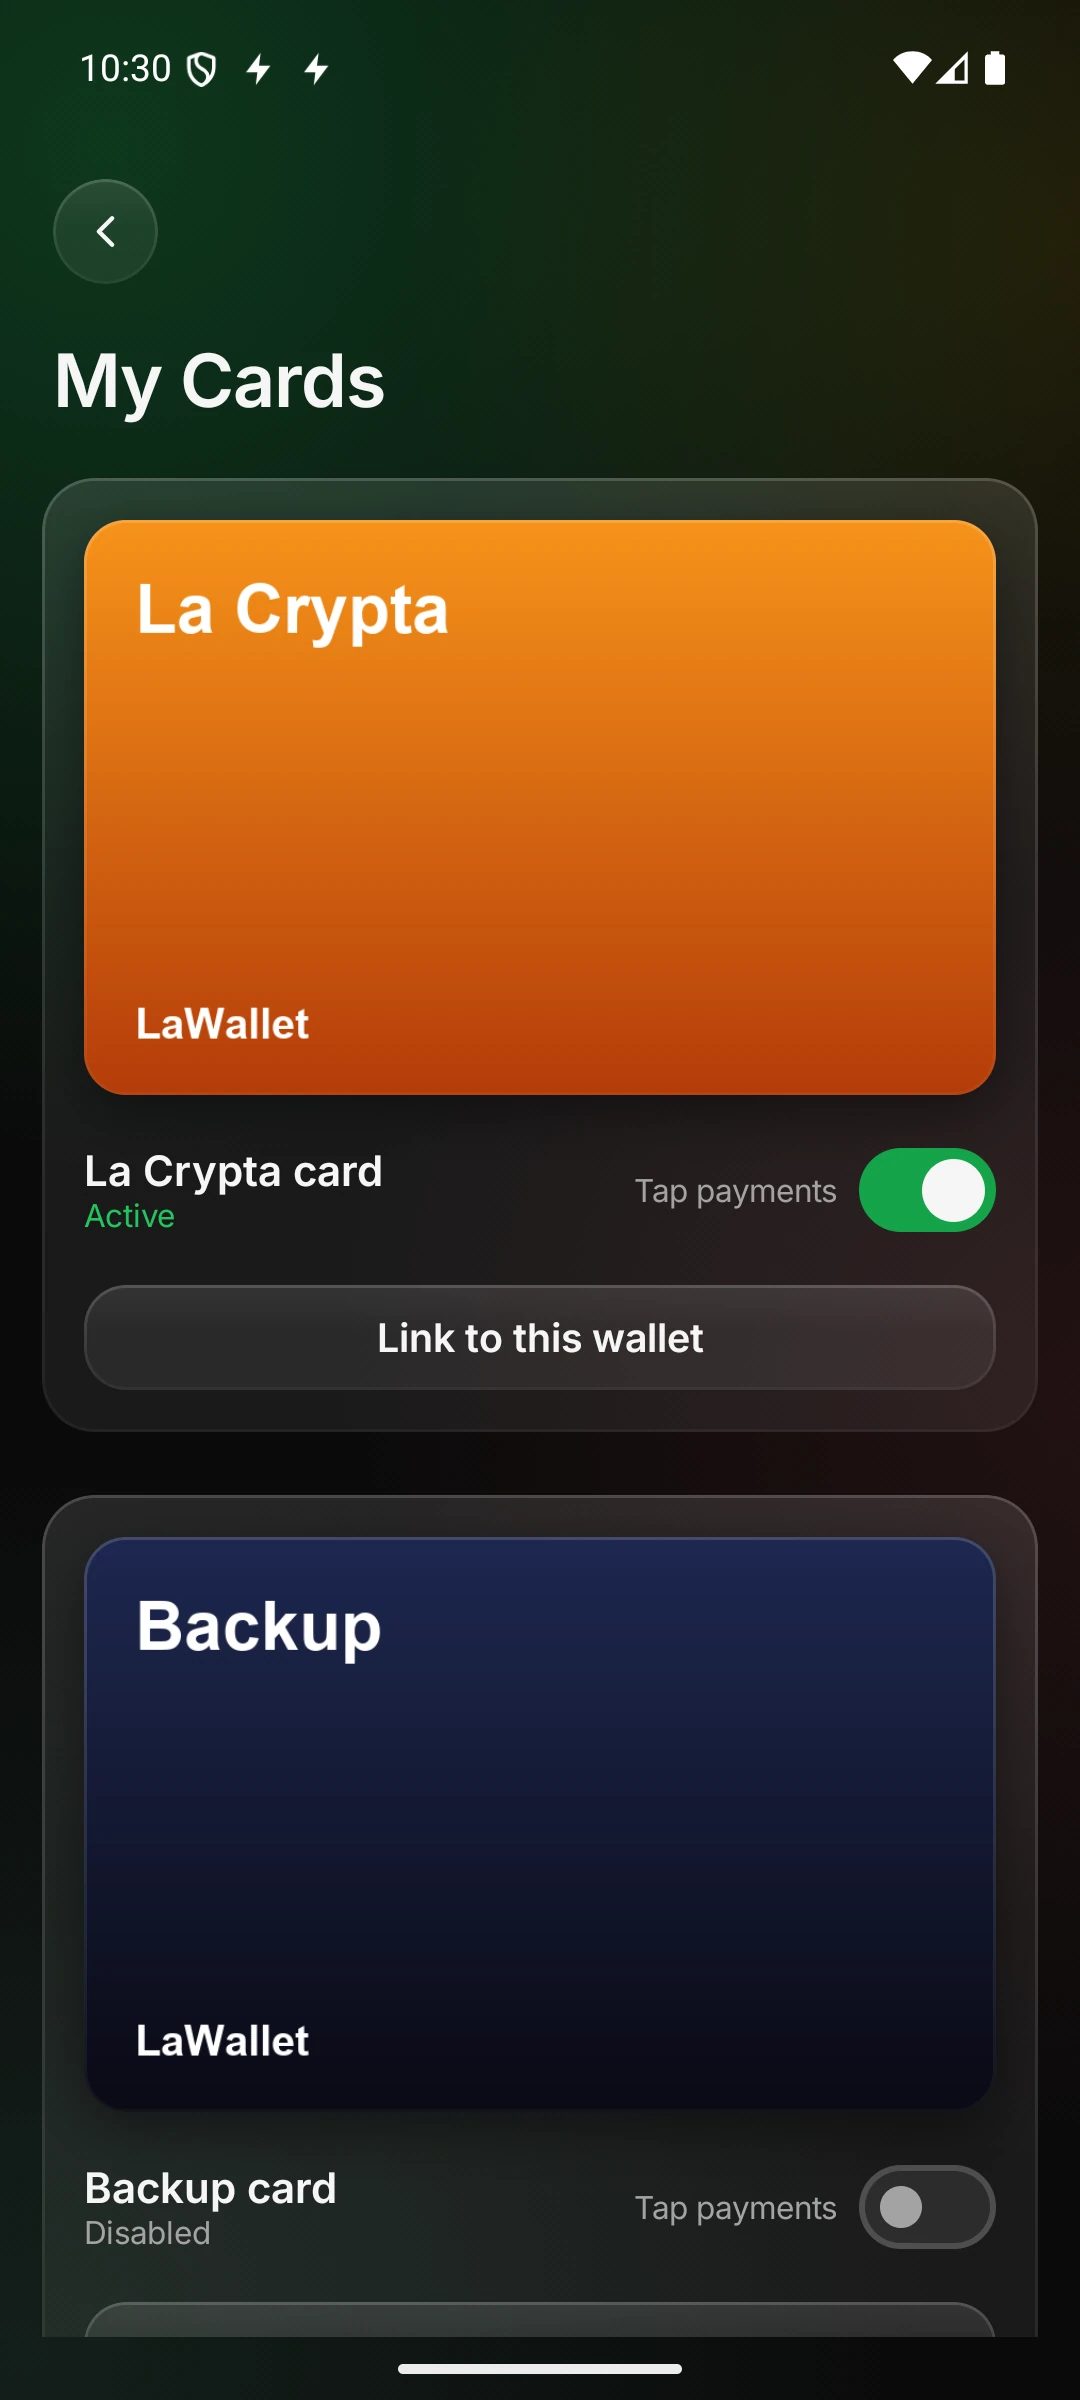 10:30
My Cards
La Crypta
LaWallet
La Crypta card
Active
Tap payments
Link to this wallet
Backup
LaWallet
Backup card
Disabled
Tap payments